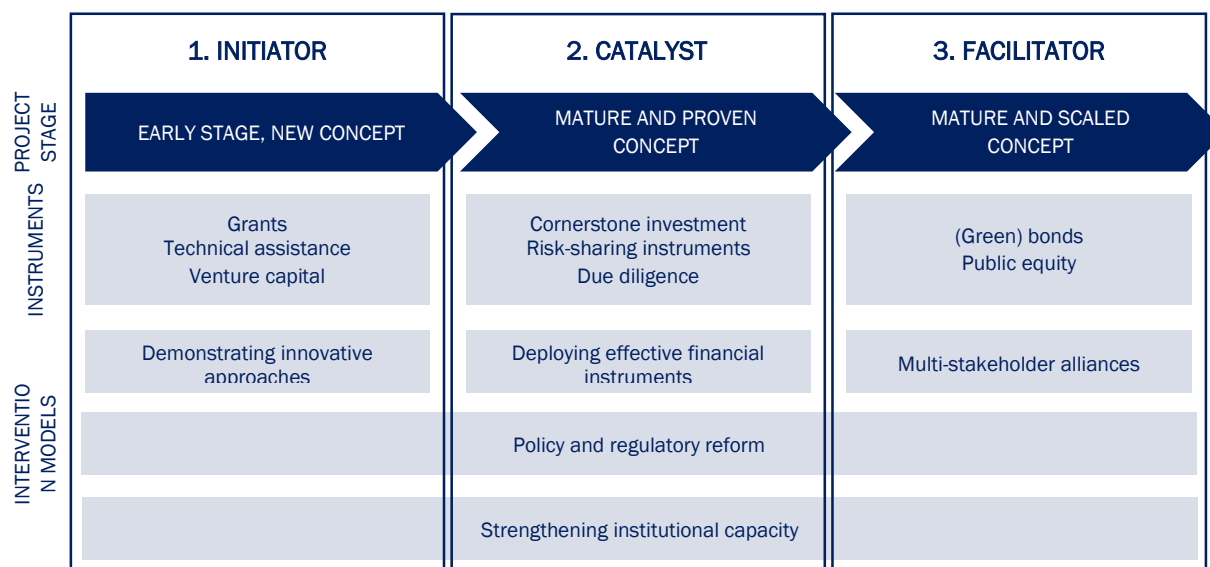 1. INITIATOR
2. CATALYST
3. FACILITATOR
PROJECT
STAGE
EARLY STAGE, NEW CONCEPT
MATURE AND PROVEN
CONCEPT
MATURE AND SCALED
CONCEPT
INSTRUMENTS
Grants
Technical assistance
Venture capital
Cornerstone investment
Risk-sharing instruments
Due diligence
(Green) bonds
Public equity
INTERVENTIO
N MODELS
Demonstrating innovative
approaches
Deploying effective financial
instruments
Multi-stakeholder alliances
Policy and regulatory reform
Strengthening institutional capacity